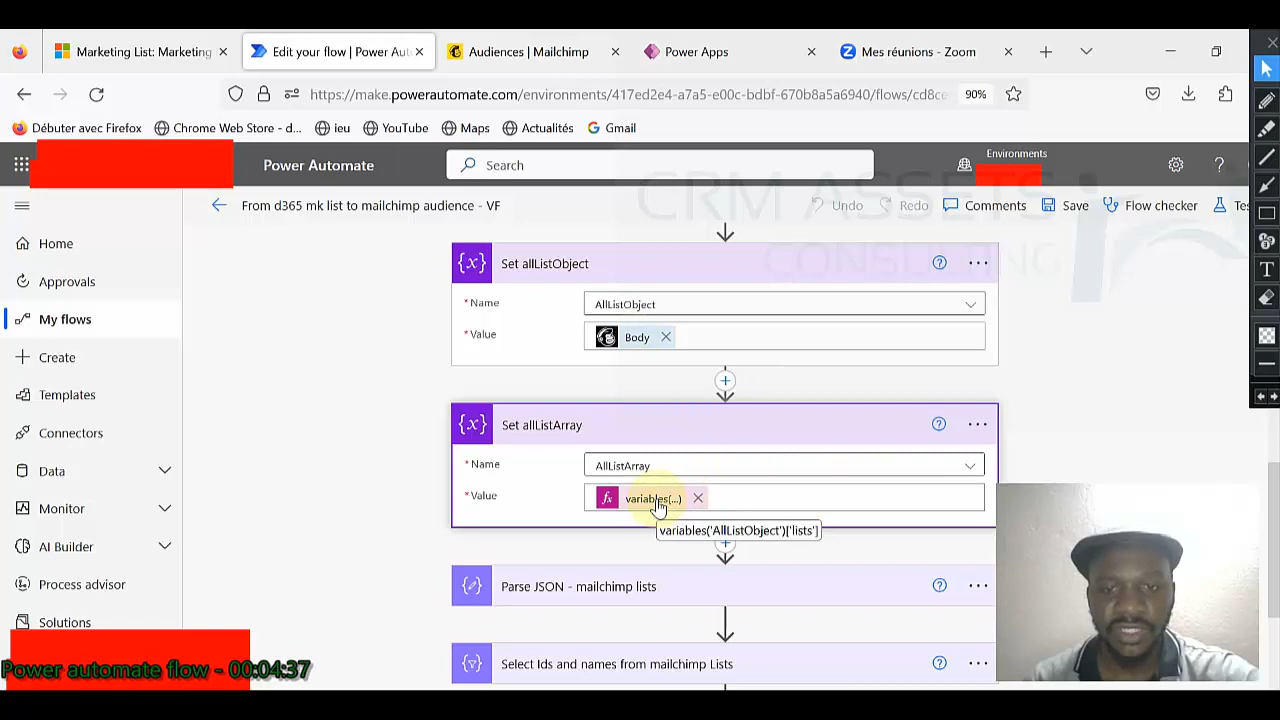 Marketing List: Marketing
Edit your flow | Power Aut
Audiences | Mailchimp
Power Apps
Mes réunions - Zoom
https://make.powerautomate.com/environments/417ed2e4-a7a5-e00c-bdbf-670b8a5a6940/flows/cd8ce
90%
Débuter avec Firefox
Chrome Web Store - d...
ieu
YouTube
Maps
Actualités
Gmail
Power Automate
Search
Environments
CRM ASSETS
CONSULTING
From d365 mk list to mailchimp audience - VF
Undo
Redo
Comments
Save
Flow checker
Tes
Home
Approvals
My flows
Create
Templates
Connectors
Data
Monitor
AI Builder
Process advisor
Solutions
{x} Set allListObject
* Name
AllListObject
* Value
Body
{x} Set allListArray
* Name
AllListArray
* Value
fx variables(...)
variables('AllListObject')['lists']
Parse JSON - mailchimp lists
Select Ids and names from mailchimp Lists
Power automate flow - 00:04:37